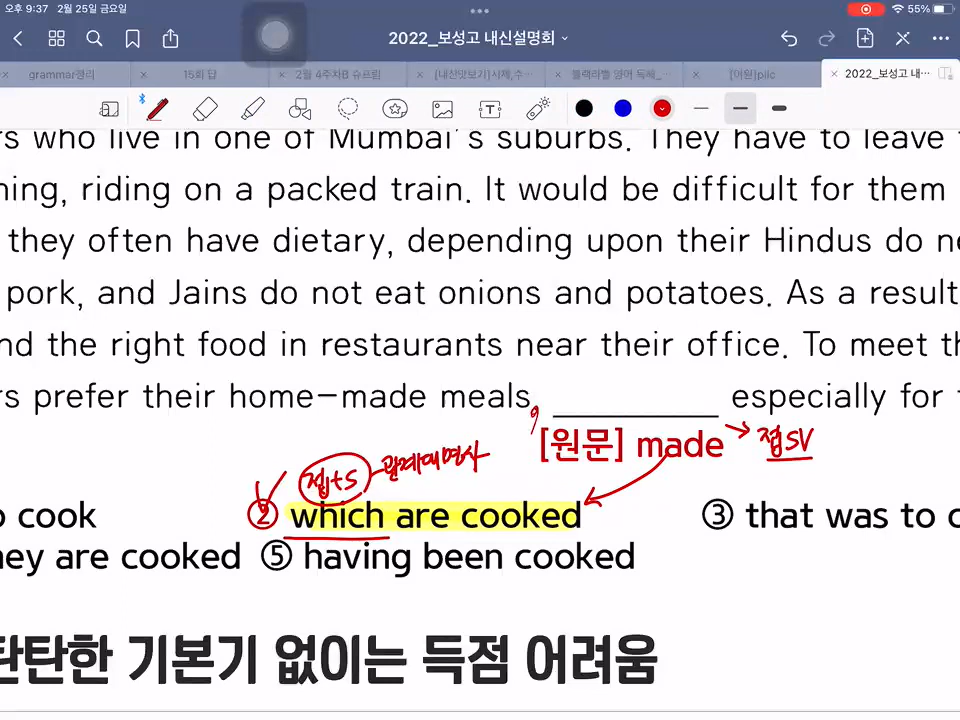 오후 9:37 2월 25일 금요일 55%
2022_보성고 내신설명회
grammar정리 15회 답 2월 4주차B 슈프림 [내신맛보기]사제,수… 블랙라벨 영어 독해_… [어원]pilc 2022_보성고 내…
rs who live in one of Mumbai's suburbs. They have to leave
ning, riding on a packed train. It would be difficult for them
they often have dietary, depending upon their Hindus do ne
pork, and Jains do not eat onions and potatoes. As a result
nd the right food in restaurants near their office. To meet th
rs prefer their home-made meals, __________ especially for
[원문] made → 접SV
접ts 관계대명사
o cook ② which are cooked ③ that was to c
hey are cooked ⑤ having been cooked
탄탄한 기본기 없이는 득점 어려움